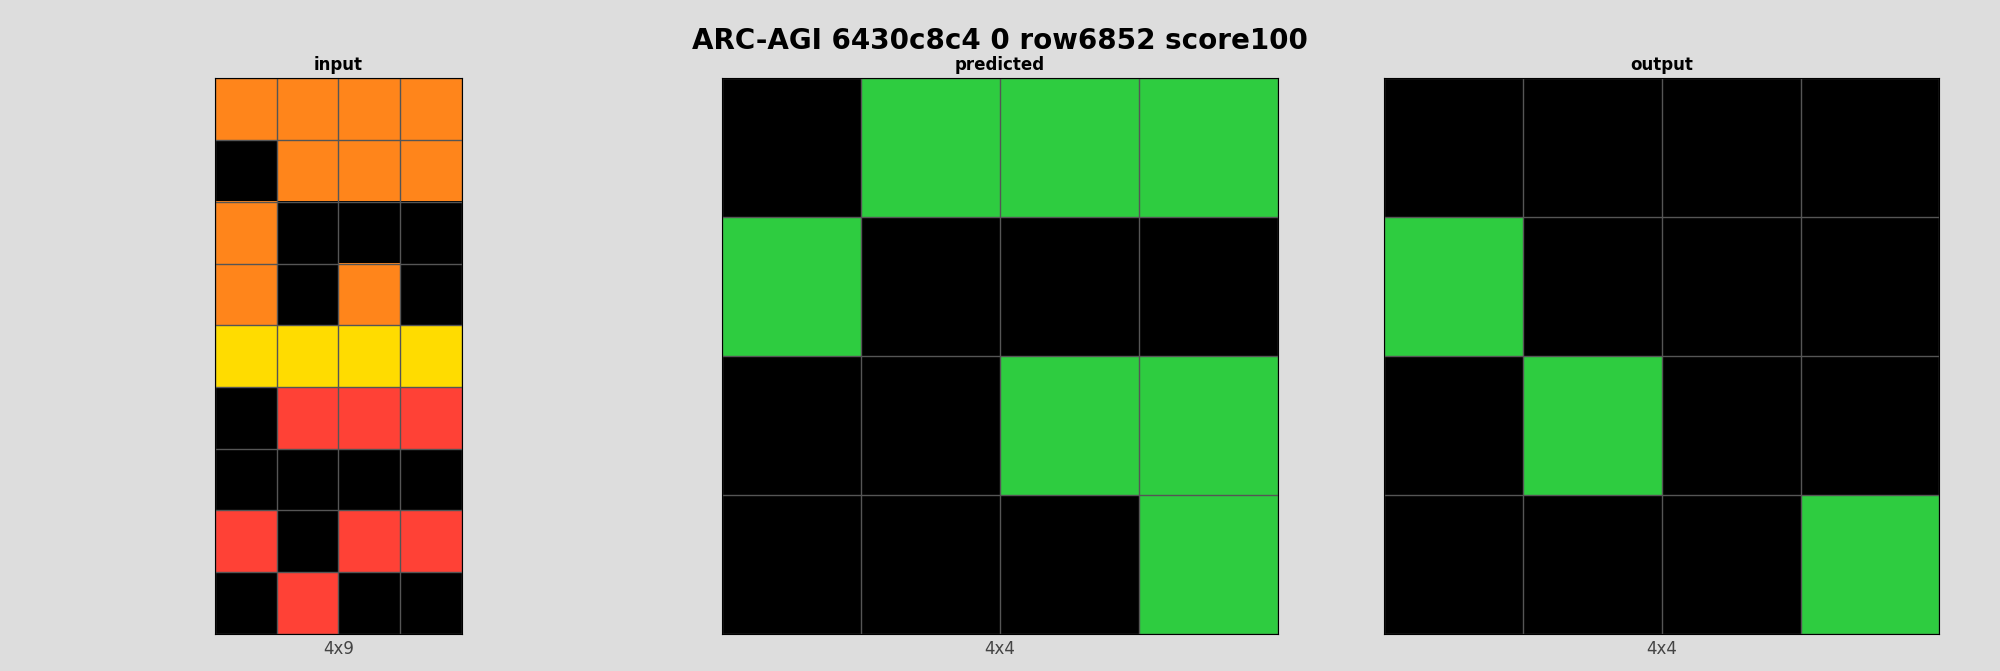 ARC-AGI 6430c8c4 0 row6852 score100
input
predicted
output
4x9
4x4
4x4